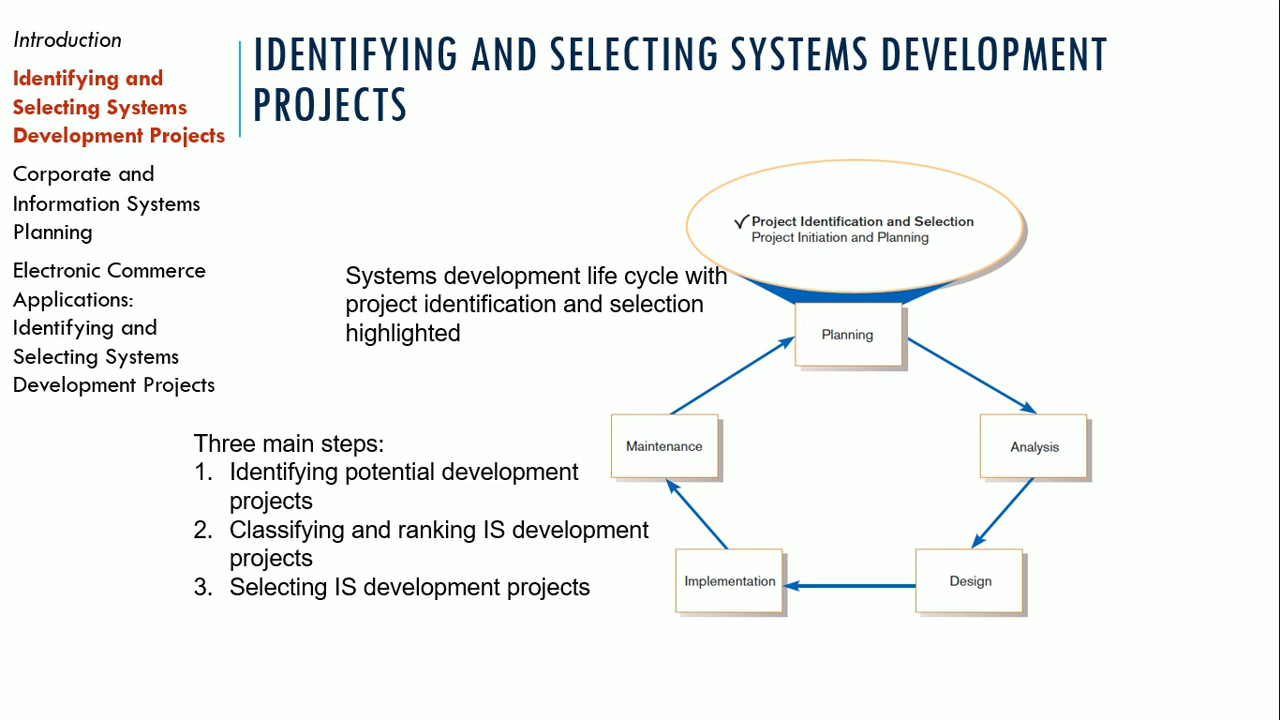 Introduction
Identifying and
Selecting Systems
Development Projects
Corporate and
Information Systems
Planning
Electronic Commerce
Applications:
Identifying and
Selecting Systems
Development Projects
IDENTIFYING AND SELECTING SYSTEMS DEVELOPMENT
PROJECTS
✓Project Identification and Selection
Project Initiation and Planning
Systems development life cycle with
project identification and selection
highlighted
Planning
Maintenance
Analysis
Implementation
Design
Three main steps:
1. Identifying potential development
projects
2. Classifying and ranking IS development
projects
3. Selecting IS development projects